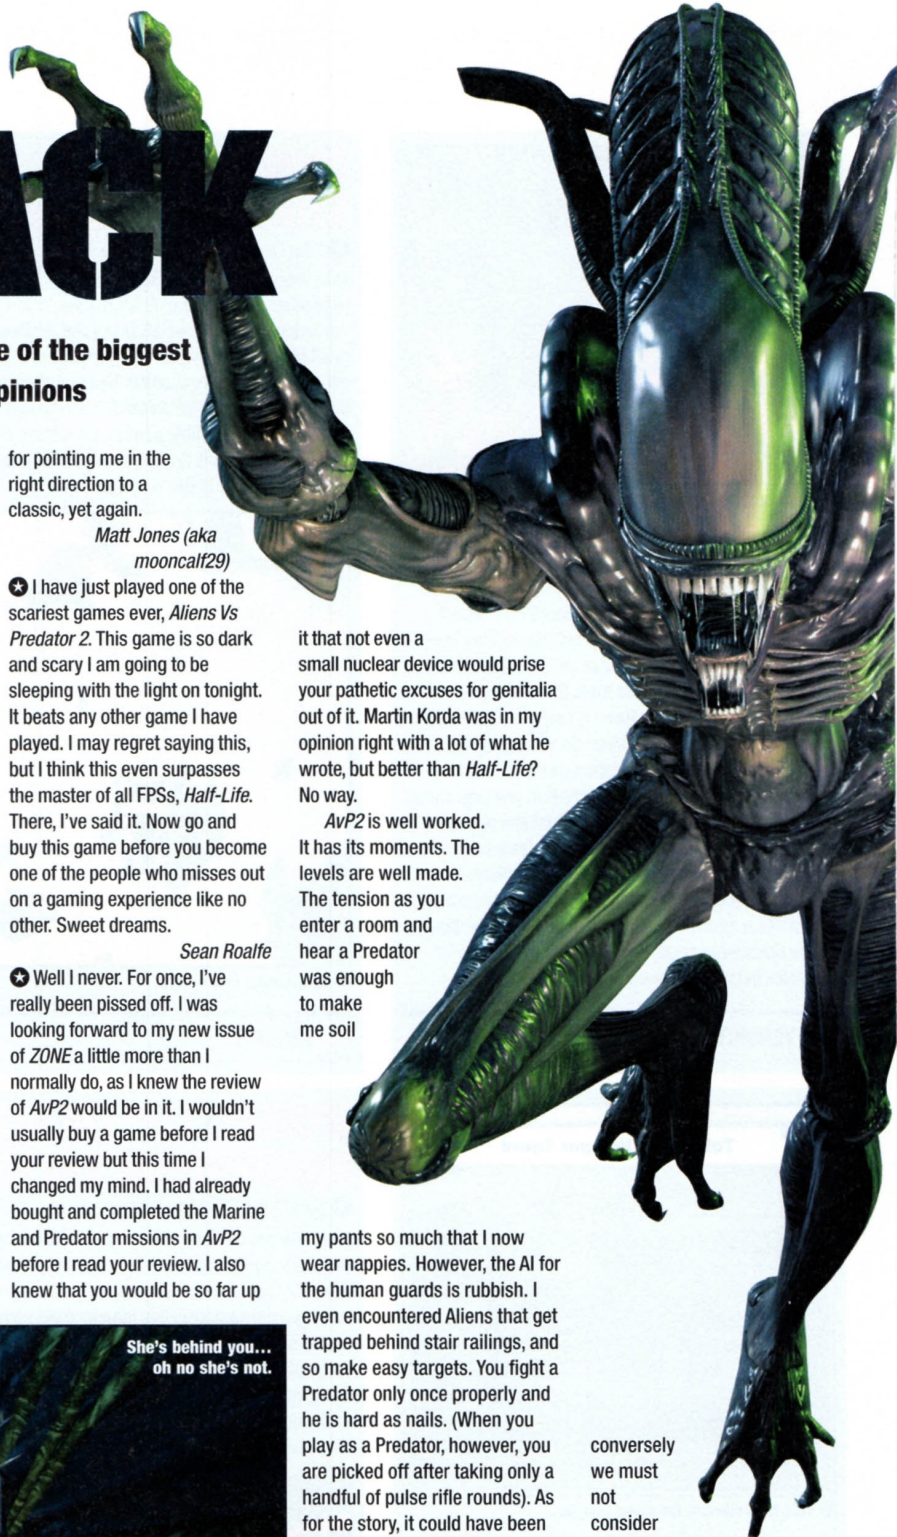 ACK
e of the biggest
pinions
for pointing me in the
right direction to a
classic, yet again.
Matt Jones (aka
mooncalf29)
I have just played one of the
scariest games ever, Aliens Vs
Predator 2. This game is so dark
and scary I am going to be
sleeping with the light on tonight.
It beats any other game I have
played. I may regret saying this,
but I think this even surpasses
the master of all FPSs, Half-Life.
There, I've said it. Now go and
buy this game before you become
one of the people who misses out
on a gaming experience like no
other. Sweet dreams.
Sean Roalfe
Well I never. For once, I've
really been pissed off. I was
looking forward to my new issue
of ZONE a little more than I
normally do, as I knew the review
of AvP2 would be in it. I wouldn't
usually buy a game before I read
your review but this time I
changed my mind. I had already
bought and completed the Marine
and Predator missions in AvP2
before I read your review. I also
knew that you would be so far up
She's behind you...
oh no she's not.
it that not even a
small nuclear device would prise
your pathetic excuses for genitalia
out of it. Martin Korda was in my
opinion right with a lot of what he
wrote, but better than Half-Life?
No way.
AvP2 is well worked.
It has its moments. The
levels are well made.
The tension as you
enter a room and
hear a Predator
was enough
to make
me soil
my pants so much that I now
wear nappies. However, the AI for
the human guards is rubbish. I
even encountered Aliens that get
trapped behind stair railings, and
so make easy targets. You fight a
Predator only once properly and
he is hard as nails. (When you
play as a Predator, however, you
are picked off after taking only a
handful of pulse rifle rounds). As
for the story, it could have been
conversely
we must
not
consider